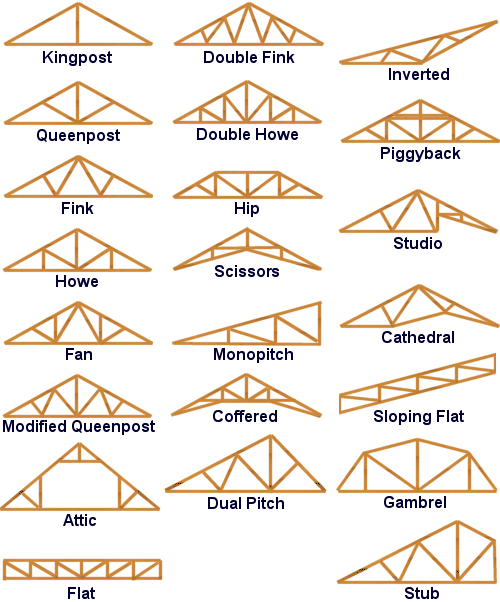 Kingpost
Double Fink
Inverted
Queenpost
Double Howe
Piggyback
Fink
Hip
Studio
Howe
Scissors
Cathedral
Fan
Monopitch
Sloping Flat
Modified Queenpost
Coffered
Gambrel
Attic
Dual Pitch
Flat
Stub